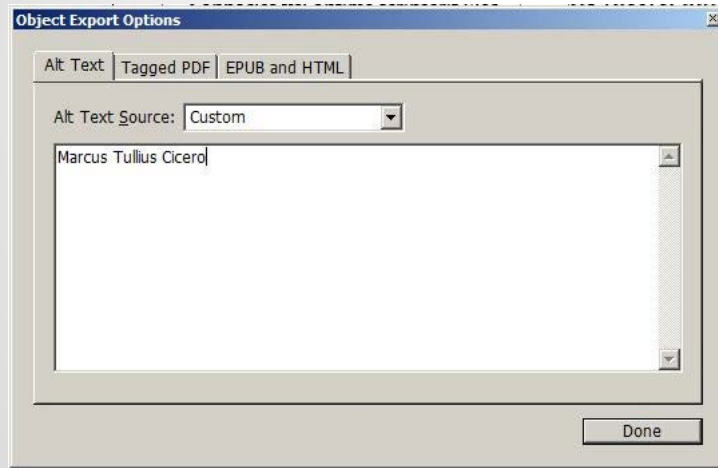 Object Export Options
Alt Text
Tagged PDF
EPUB and HTML
Alt Text Source: Custom
Marcus Tullius Cicero
Done